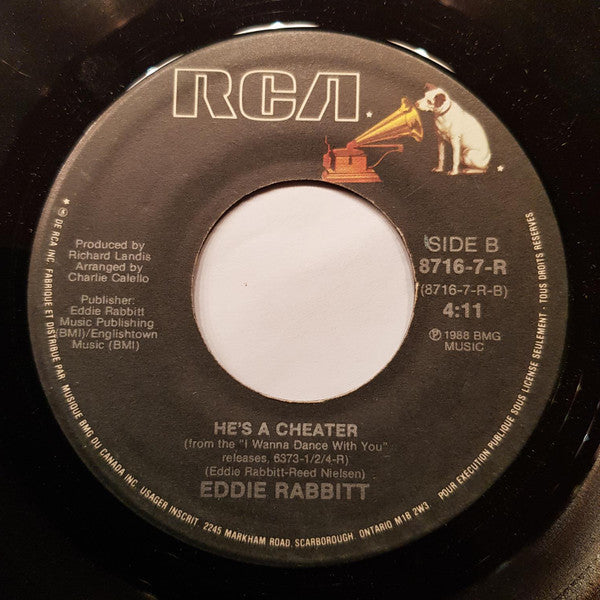 RCA
SIDE B
8716-7-R
(8716-7-R-B)
4:11
℗ 1988 BMG
MUSIC
Produced by
Richard Landis
Arranged by
Charlie Calello
Publisher:
Eddie Rabbitt
Music Publishing
(BMI)/Englishtown
Music (BMI)
HE'S A CHEATER
(from the "I Wanna Dance With You"
releases, 6373-1/2/4-R)
(Eddie Rabbitt-Reed Nielsen)
EDDIE RABBITT
* ® DE RCA INC. FABRIQUE ET DISTRIBUE PAR MUSIQUE BMG DU CANADA INC. USAGER INSCRIT. 2245 MARKHAM ROAD, SCARBOROUGH, ONTARIO M1B 2W3 POUR EXÉCUTION PUBLIQUE SOUS LICENSE SEULEMENT · TOUS DROITS RESERVES